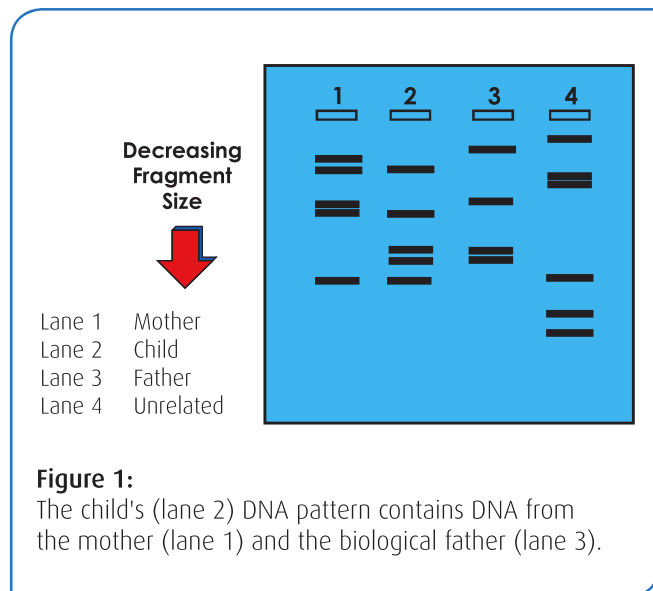 1 2 3 4
Decreasing
Fragment
Size
Lane 1 Mother
Lane 2 Child
Lane 3 Father
Lane 4 Unrelated
Figure 1:
The child's (lane 2) DNA pattern contains DNA from
the mother (lane 1) and the biological father (lane 3).